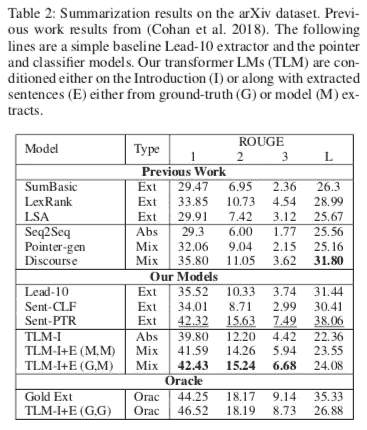 Table 2: Summarization results on the arXiv dataset. Previ-
ous work results from (Cohan et al. 2018). The following
lines are a simple baseline Lead-10 extractor and the pointer
and classifier models. Our transformer LMs (TLM) are con-
ditioned either on the Introduction (I) or along with extracted
sentences (E) either from ground-truth (G) or model (M) ex-
tracts.
Model Type ROUGE
1 2 3 L
Previous Work
SumBasic Ext 29.47 6.95 2.36 26.3
LexRank Ext 33.85 10.73 4.54 28.99
LSA Ext 29.91 7.42 3.12 25.67
Seq2Seq Abs 29.3 6.00 1.77 25.56
Pointer-gen Mix 32.06 9.04 2.15 25.16
Discourse Mix 35.80 11.05 3.62 31.80
Our Models
Lead-10 Ext 35.52 10.33 3.74 31.44
Sent-CLF Ext 34.01 8.71 2.99 30.41
Sent-PTR Ext 42.32 15.63 7.49 38.06
TLM-I Abs 39.80 12.20 4.42 22.36
TLM-I+E (M,M) Mix 41.59 14.26 5.94 23.55
TLM-I+E (G,M) Mix 42.43 15.24 6.68 24.08
Oracle
Gold Ext Orac 44.25 18.17 9.14 35.33
TLM-I+E (G,G) Orac 46.52 18.19 8.73 26.88